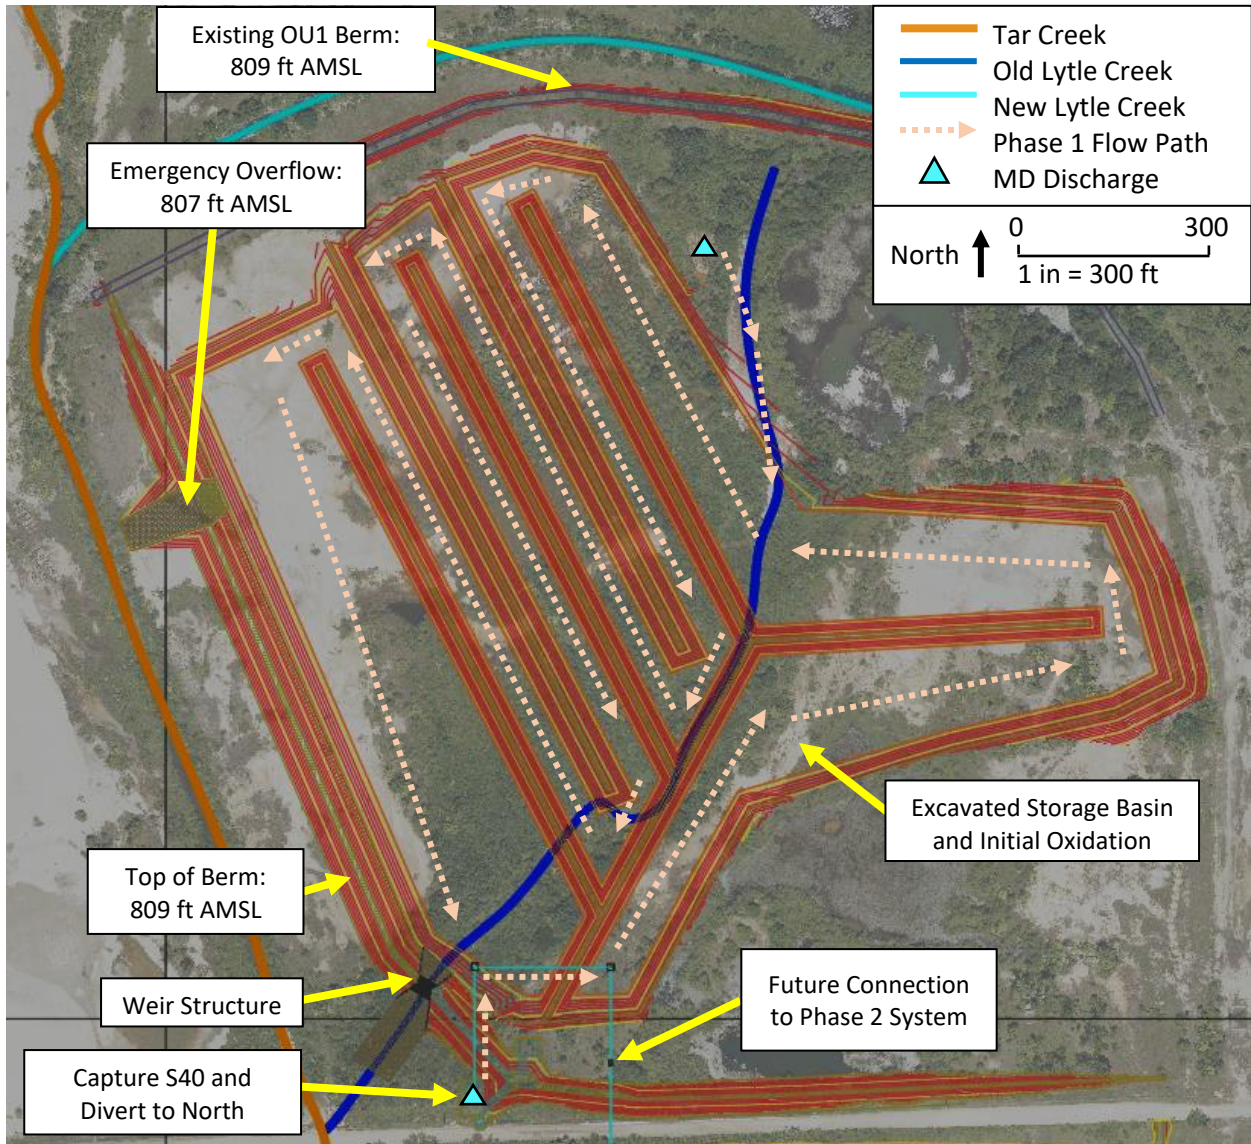 Existing OU1 Berm:
809 ft AMSL
Emergency Overflow:
807 ft AMSL
Tar Creek
Old Lytle Creek
New Lytle Creek
Phase 1 Flow Path
MD Discharge
North
0
300
1 in = 300 ft
Excavated Storage Basin
and Initial Oxidation
Top of Berm:
809 ft AMSL
Weir Structure
Future Connection
to Phase 2 System
Capture S40 and
Divert to North